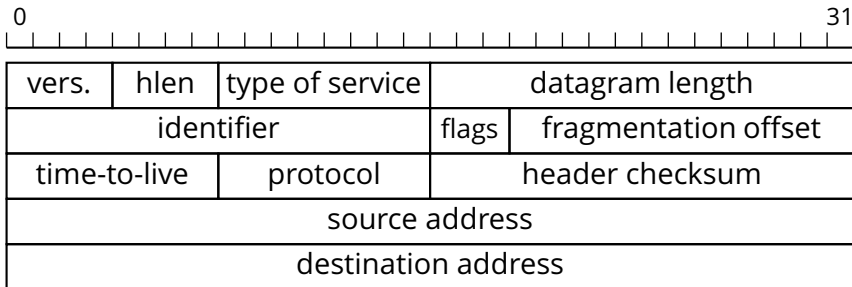 0 31
vers. hlen type of service datagram length
identifier flags fragmentation offset
time-to-live protocol header checksum
source address
destination address